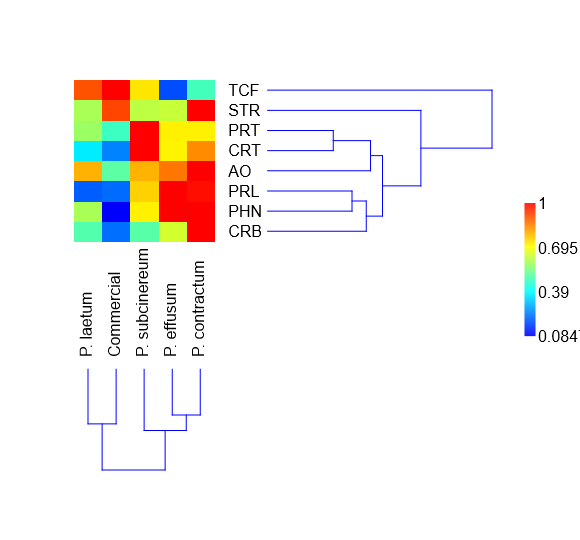 TCF
STR
PRT
CRT
AO
PRL
PHN
CRB
1
0.695
0.39
0.084
P. laetum
Commercial
P. subcinereum
P. effusum
P. contractum